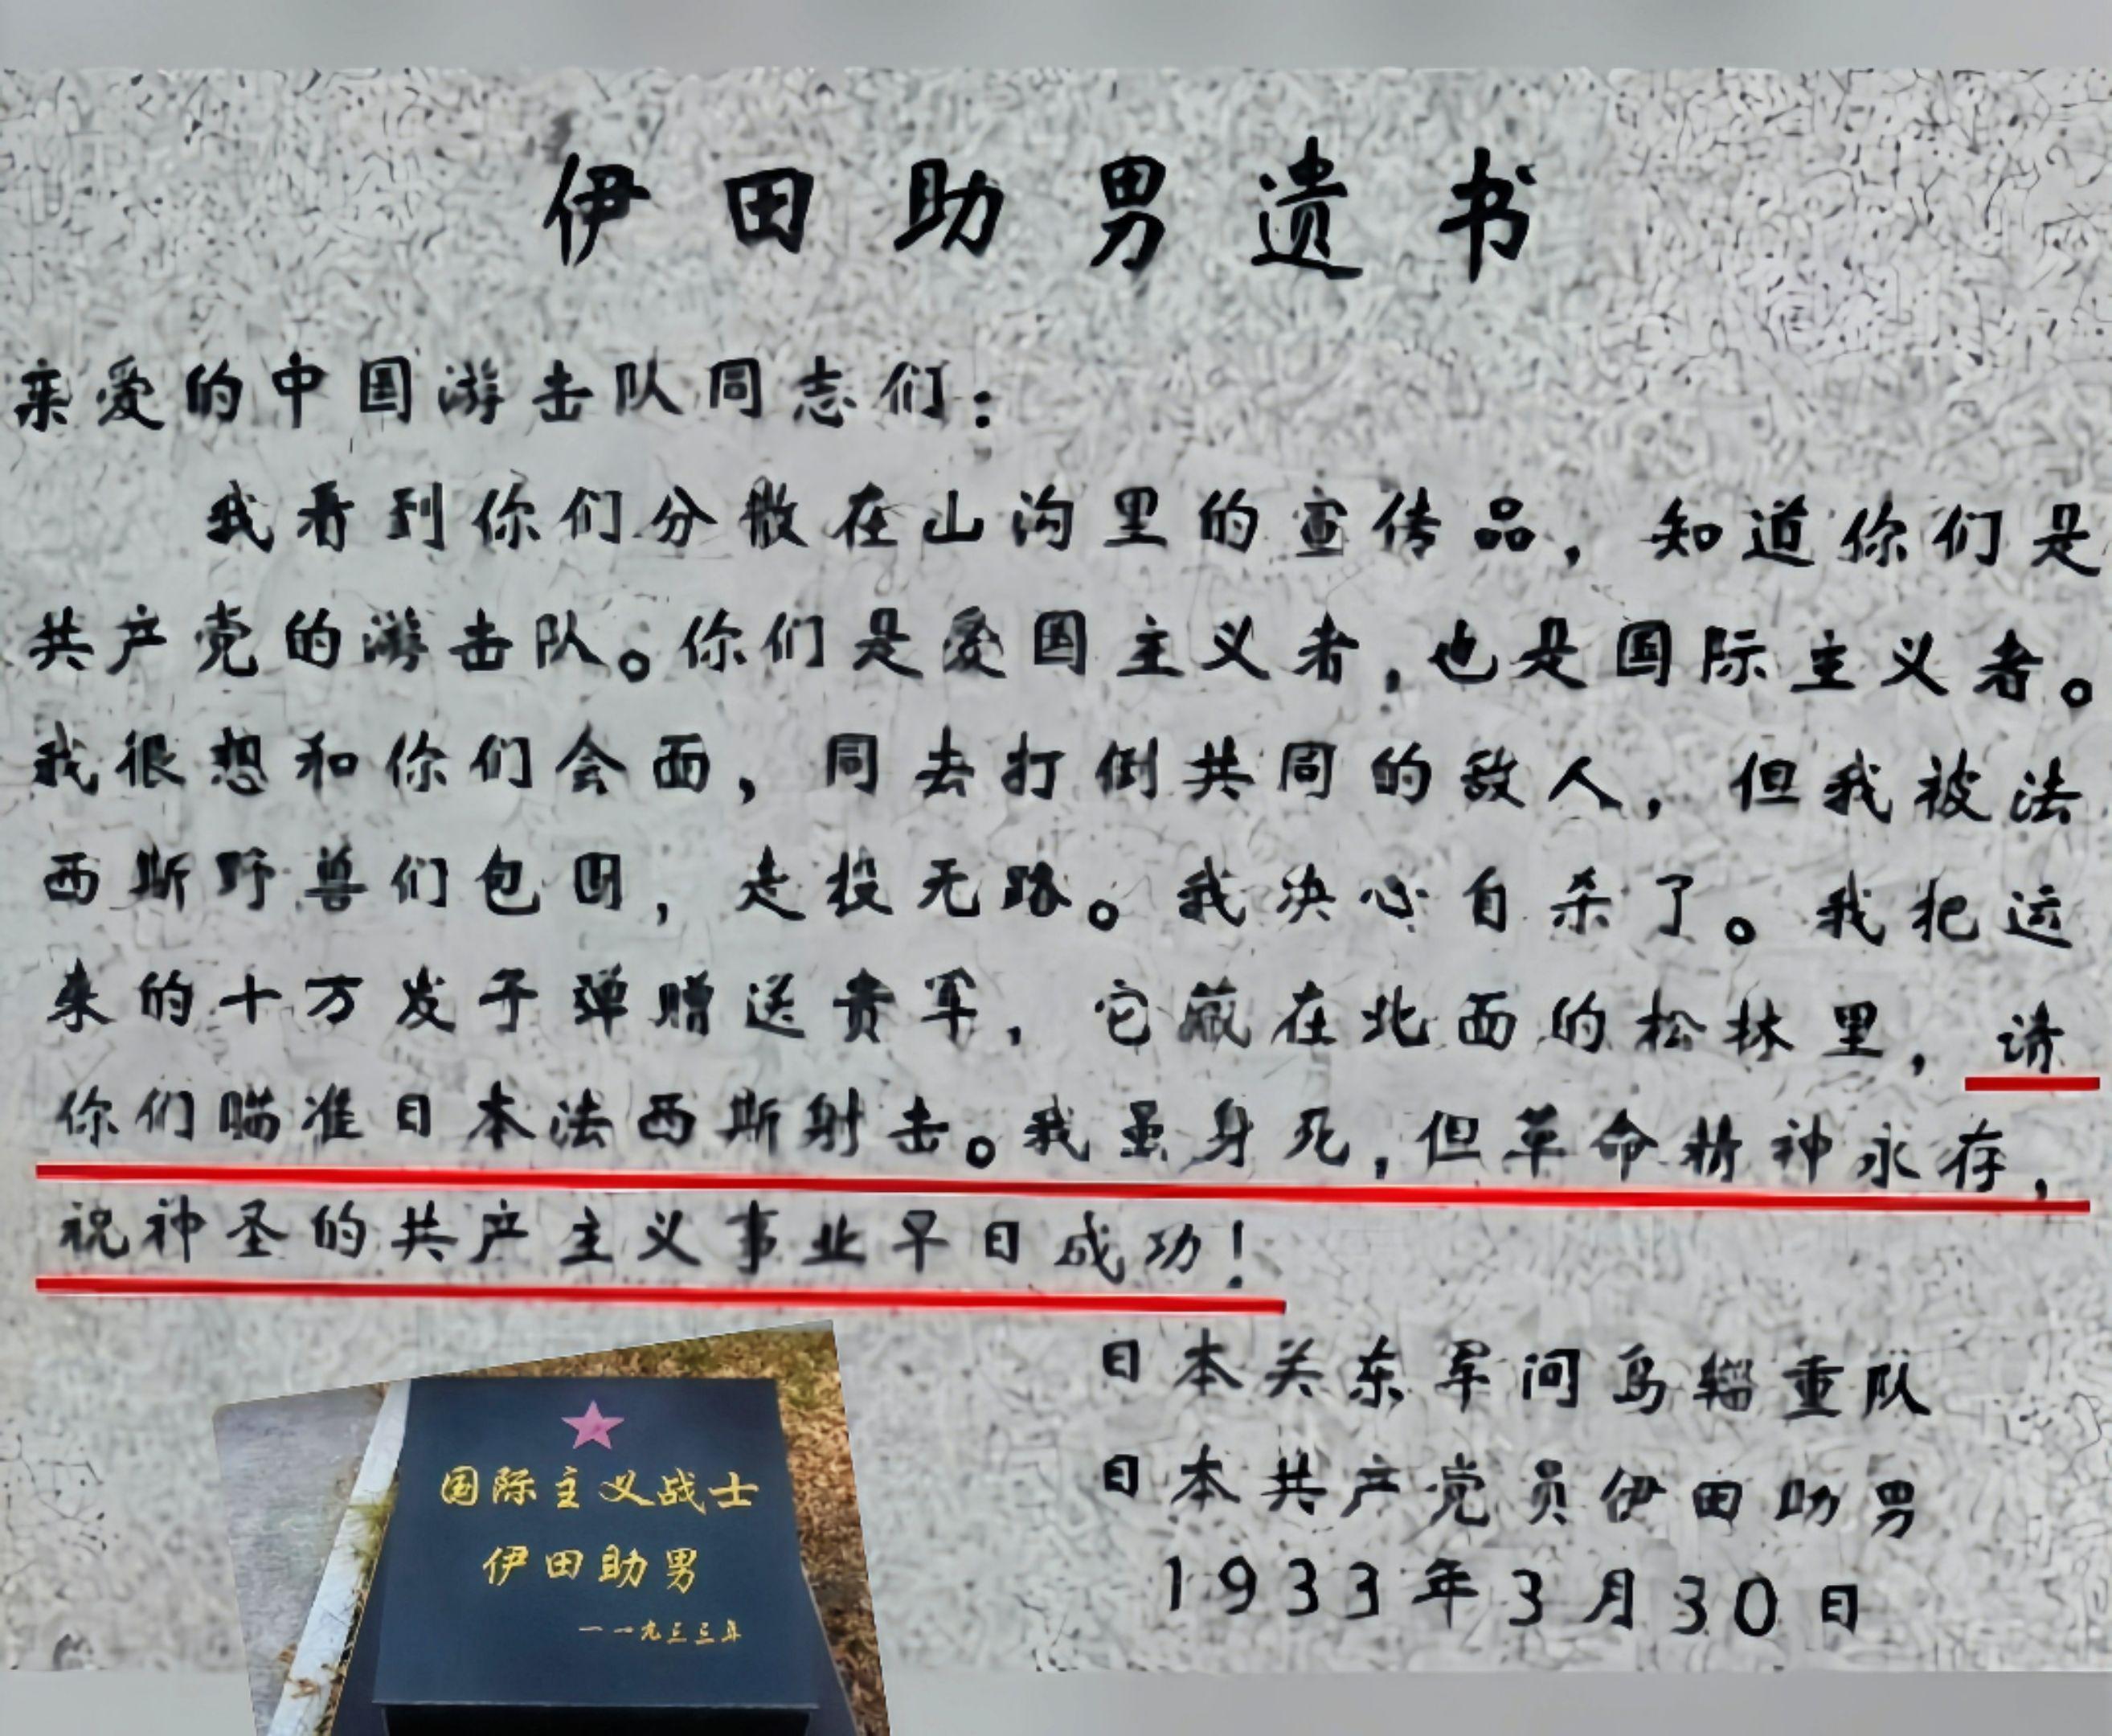 伊田助男遗书
亲爱的中国游击队同志们：
我看到你们分散在山沟里的宣传品，知道你们是
共产党的游击队。你们是爱国主义者，也是国际主义者。
我很想和你们会面，同去打倒共同的敌人，但我被法
西斯野兽们包围，走投无路。我决心自杀了。我把运
来的十万发子弹赠送贵军，它藏在北面的松林里，请
你们瞄准日本法西斯射击。我虽身死，但革命精神永存，
祝神圣的共产主义事业早日成功！
日本关东军间岛辎重队
日本共产党员伊田助男
1933年3月30日
国际主义战士
伊田助男
一一九三三年